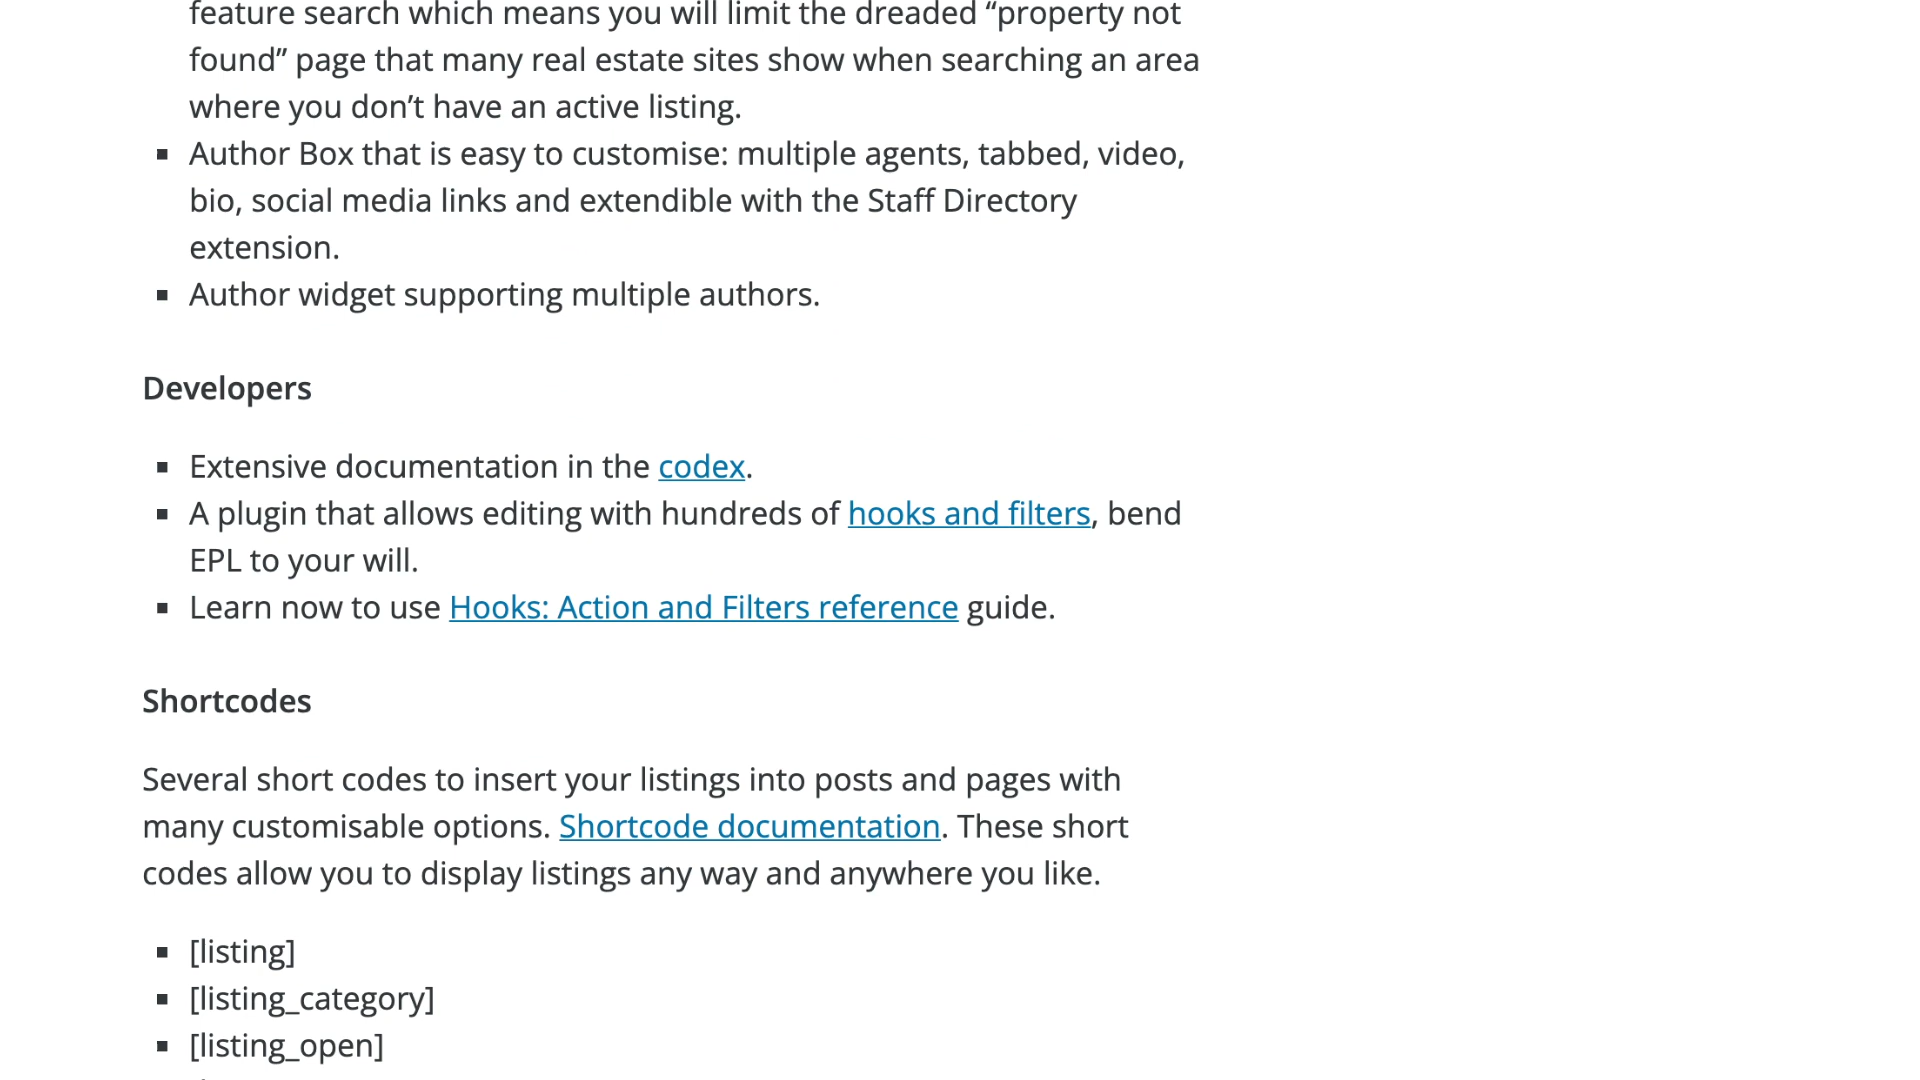 feature search which means you will limit the dreaded “property not
found” page that many real estate sites show when searching an area
where you don’t have an active listing.
▪ Author Box that is easy to customise: multiple agents, tabbed, video,
bio, social media links and extendible with the Staff Directory
extension.
▪ Author widget supporting multiple authors.
Developers
▪ Extensive documentation in the codex.
▪ A plugin that allows editing with hundreds of hooks and filters, bend
EPL to your will.
▪ Learn now to use Hooks: Action and Filters reference guide.
Shortcodes
Several short codes to insert your listings into posts and pages with
many customisable options. Shortcode documentation. These short
codes allow you to display listings any way and anywhere you like.
▪ [listing]
▪ [listing_category]
▪ [listing_open]